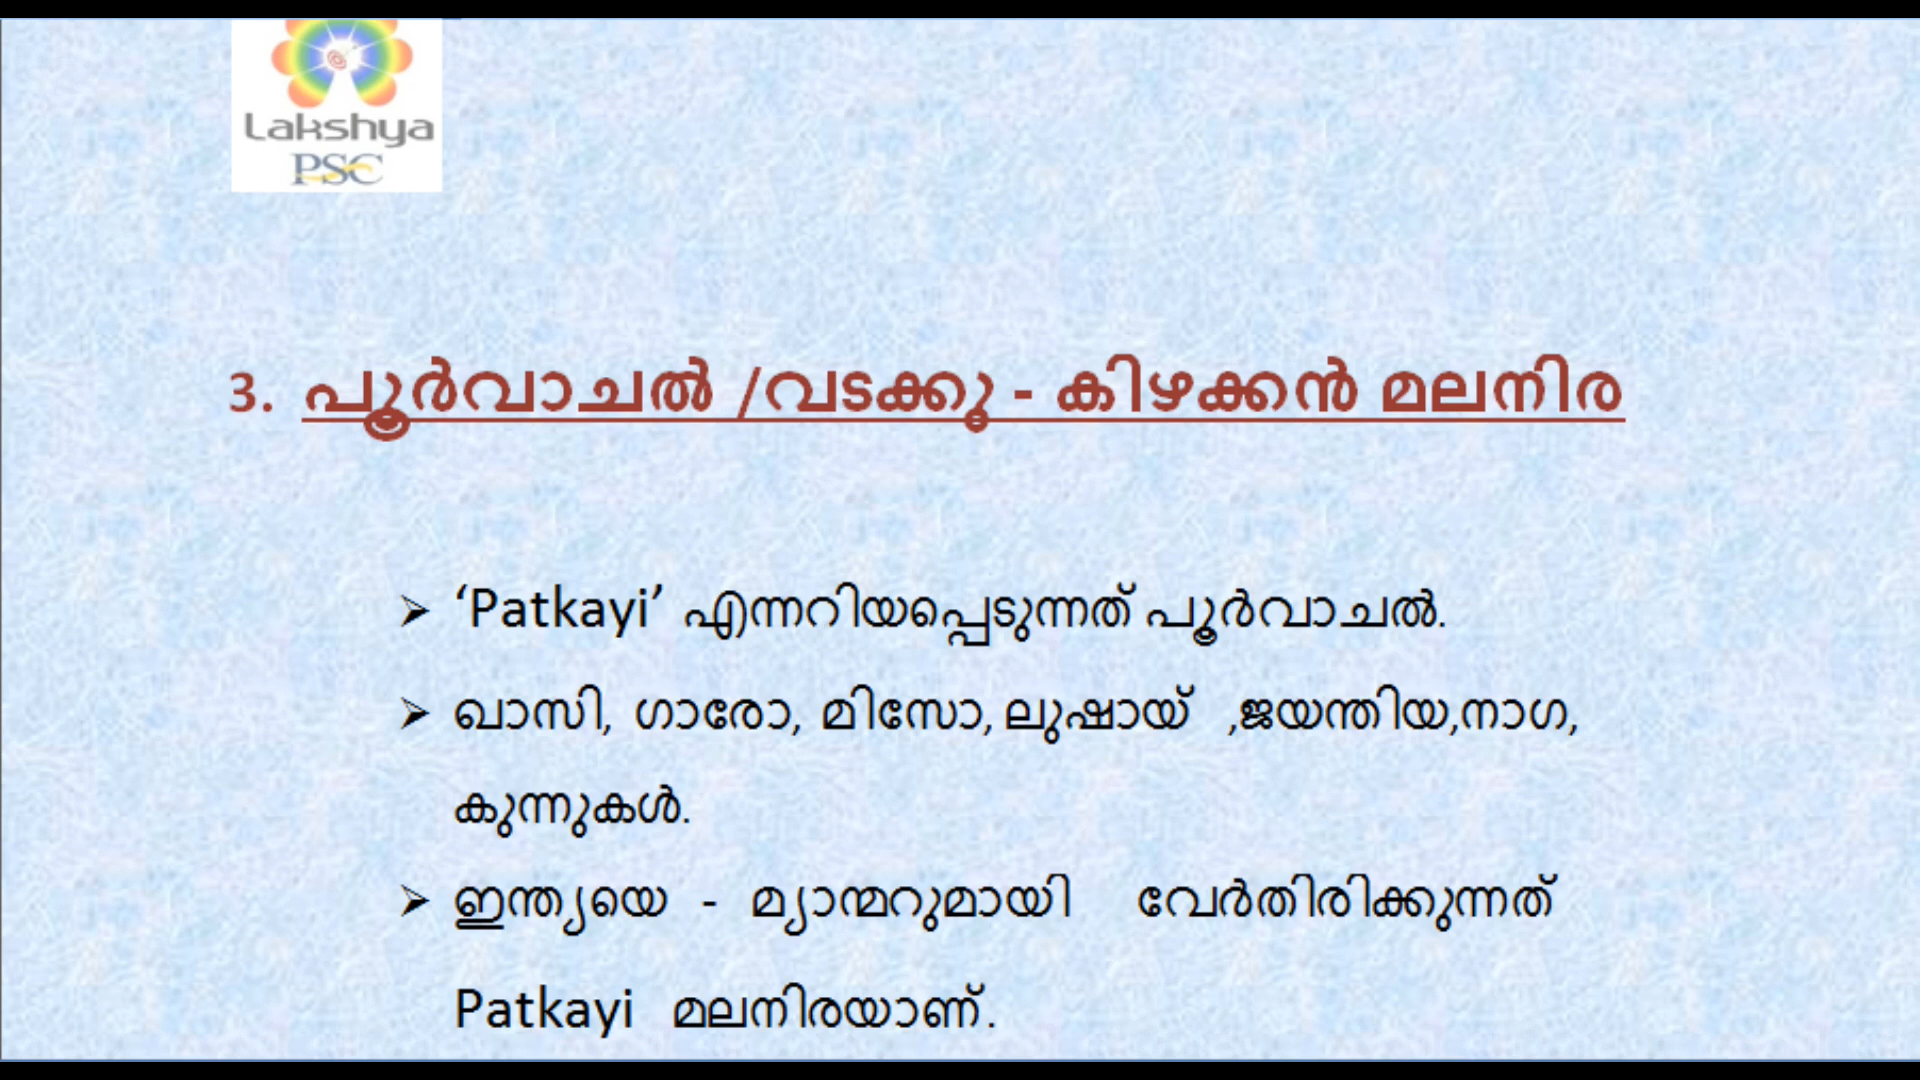 Lakshya
PSC
3. പൂർവാചൽ /വടക്കു - കിഴക്കൻ മലനിര
➢ ‘Patkayi’ എന്നറിയപ്പെടുന്നത് പൂർവാചൽ.
➢ ഖാസി, ഗാരോ, മിസോ, ലുഷായ് ,ജയന്തിയ,നാഗ,
കുന്നുകൾ.
➢ ഇന്ത്യയെ - മ്യാന്മറുമായി വേർതിരിക്കുന്നത്
Patkayi മലനിരയാണ്.